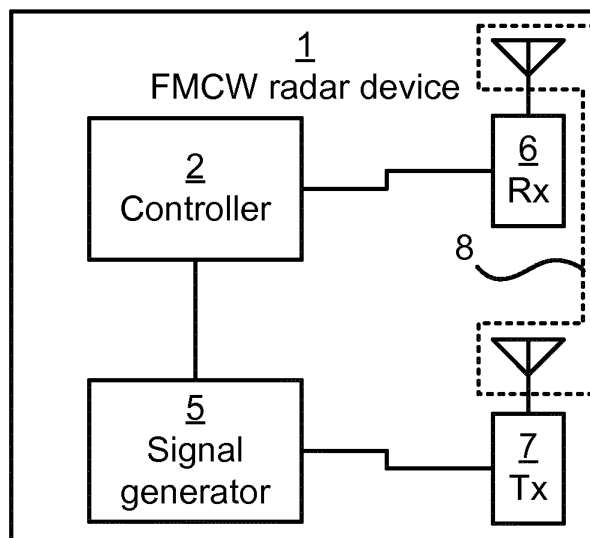 1
FMCW radar device
2
Controller
6
Rx
8
5
Signal
generator
7
Tx